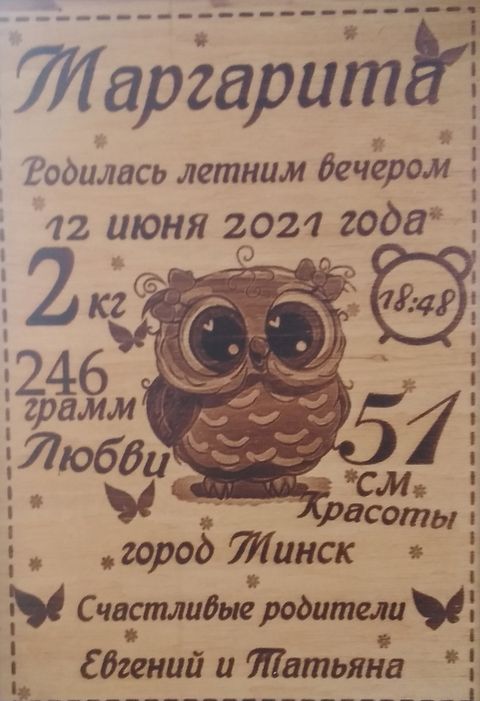 Маргарита
Родилась летним вечером
12 июня 2021 года
2 кг
18:48
246
грамм
Любви
51
см
Красоты
город Минск
Счастливые родители
Евгений и Татьяна